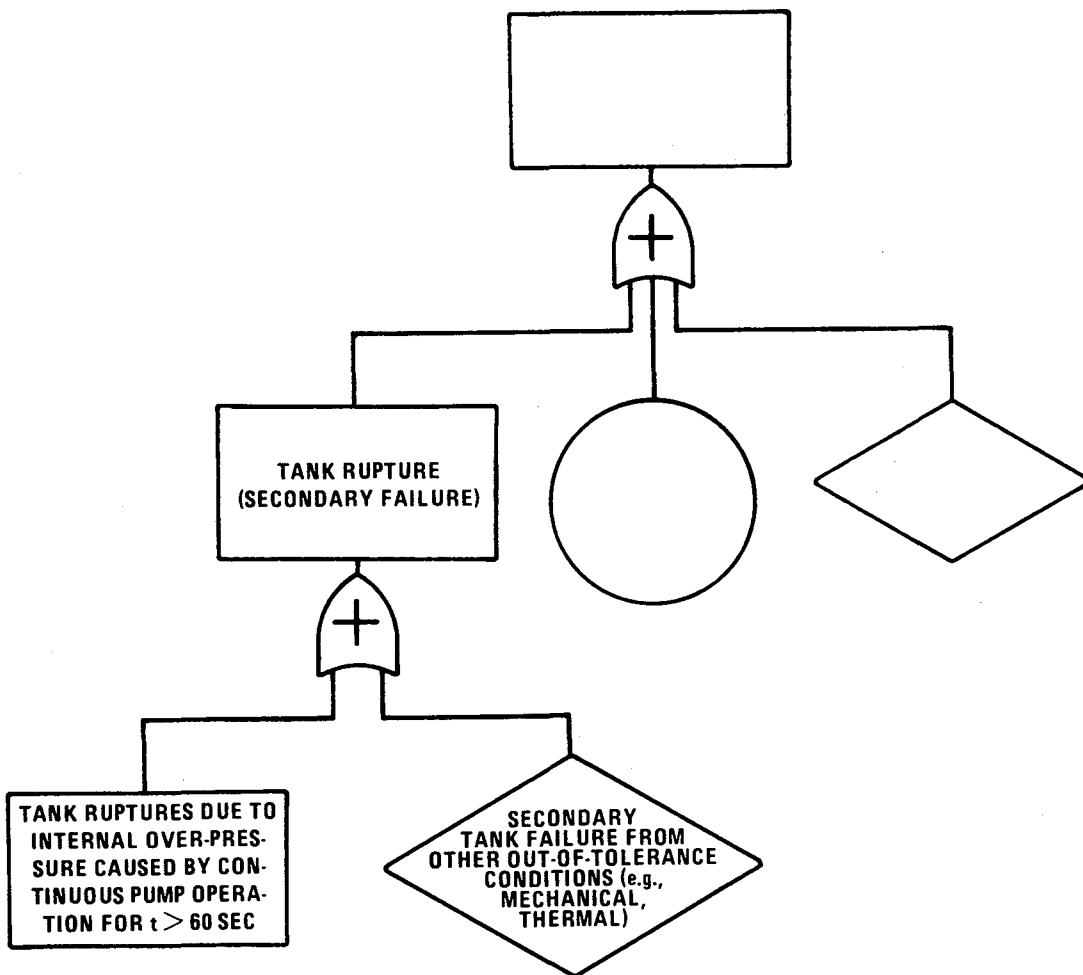 TANK RUPTURE
(SECONDARY FAILURE)
TANK RUPTURES DUE TO
INTERNAL OVER-PRES-
SURE CAUSED BY CON-
TINUOUS PUMP OPERA-
TION FOR t > 60 SEC
SECONDARY
TANK FAILURE FROM
OTHER OUT-OF-TOLERANCE
CONDITIONS (e.g.,
MECHANICAL,
THERMAL)